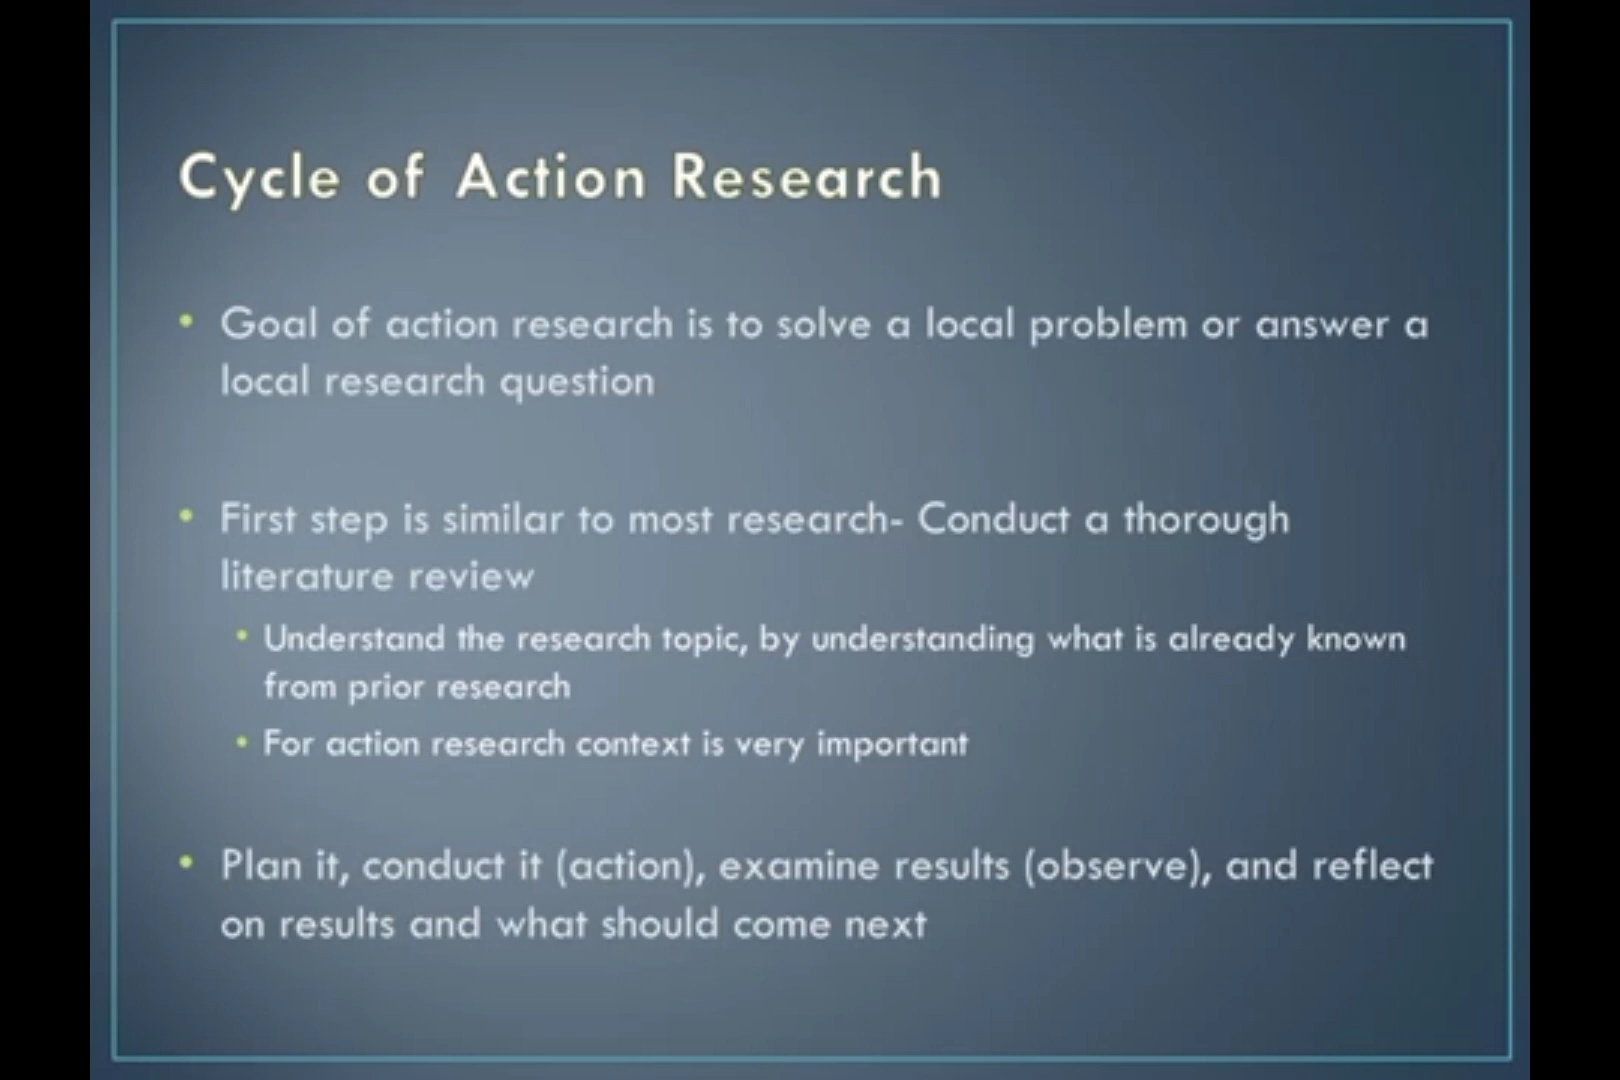 Cycle of Action Research
• Goal of action research is to solve a local problem or answer a
local research question
• First step is similar to most research- Conduct a thorough
literature review
• Understand the research topic, by understanding what is already known
from prior research
• For action research context is very important
• Plan it, conduct it (action), examine results (observe), and reflect
on results and what should come next